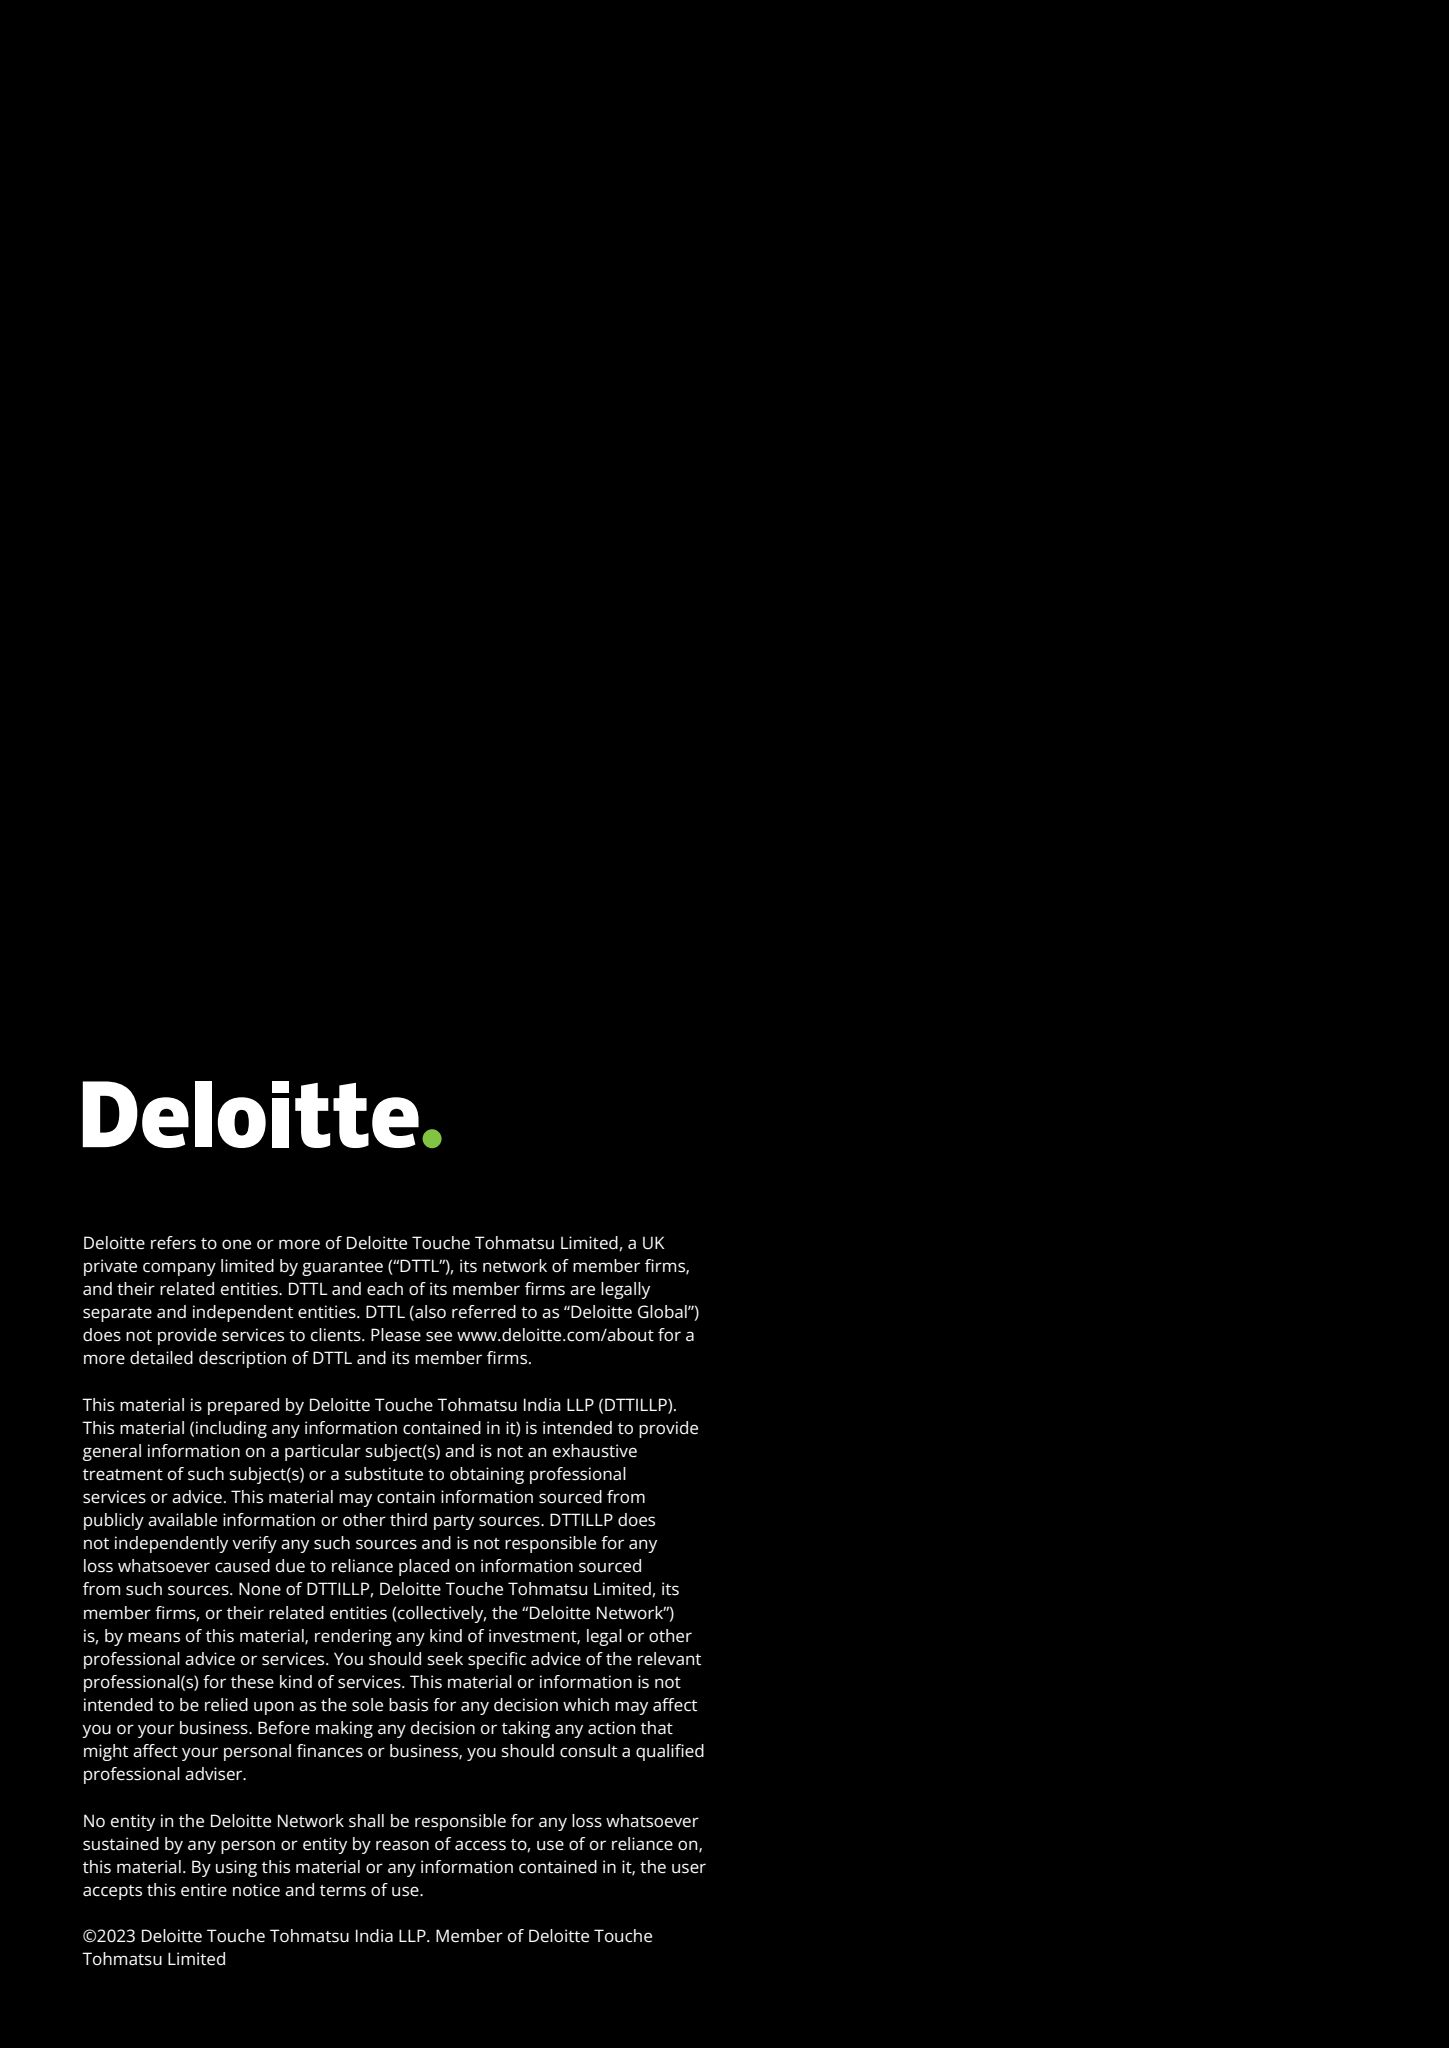 Deloitte.
Deloitte refers to one or more of Deloitte Touche Tohmatsu Limited, a UK
private company limited by guarantee (“DTTL”), its network of member firms,
and their related entities. DTTL and each of its member firms are legally
separate and independent entities. DTTL (also referred to as “Deloitte Global”)
does not provide services to clients. Please see www.deloitte.com/about for a
more detailed description of DTTL and its member firms.
This material is prepared by Deloitte Touche Tohmatsu India LLP (DTTILLP).
This material (including any information contained in it) is intended to provide
general information on a particular subject(s) and is not an exhaustive
treatment of such subject(s) or a substitute to obtaining professional
services or advice. This material may contain information sourced from
publicly available information or other third party sources. DTTILLP does
not independently verify any such sources and is not responsible for any
loss whatsoever caused due to reliance placed on information sourced
from such sources. None of DTTILLP, Deloitte Touche Tohmatsu Limited, its
member firms, or their related entities (collectively, the “Deloitte Network”)
is, by means of this material, rendering any kind of investment, legal or other
professional advice or services. You should seek specific advice of the relevant
professional(s) for these kind of services. This material or information is not
intended to be relied upon as the sole basis for any decision which may affect
you or your business. Before making any decision or taking any action that
might affect your personal finances or business, you should consult a qualified
professional adviser.
No entity in the Deloitte Network shall be responsible for any loss whatsoever
sustained by any person or entity by reason of access to, use of or reliance on,
this material. By using this material or any information contained in it, the user
accepts this entire notice and terms of use.
©2023 Deloitte Touche Tohmatsu India LLP. Member of Deloitte Touche
Tohmatsu Limited